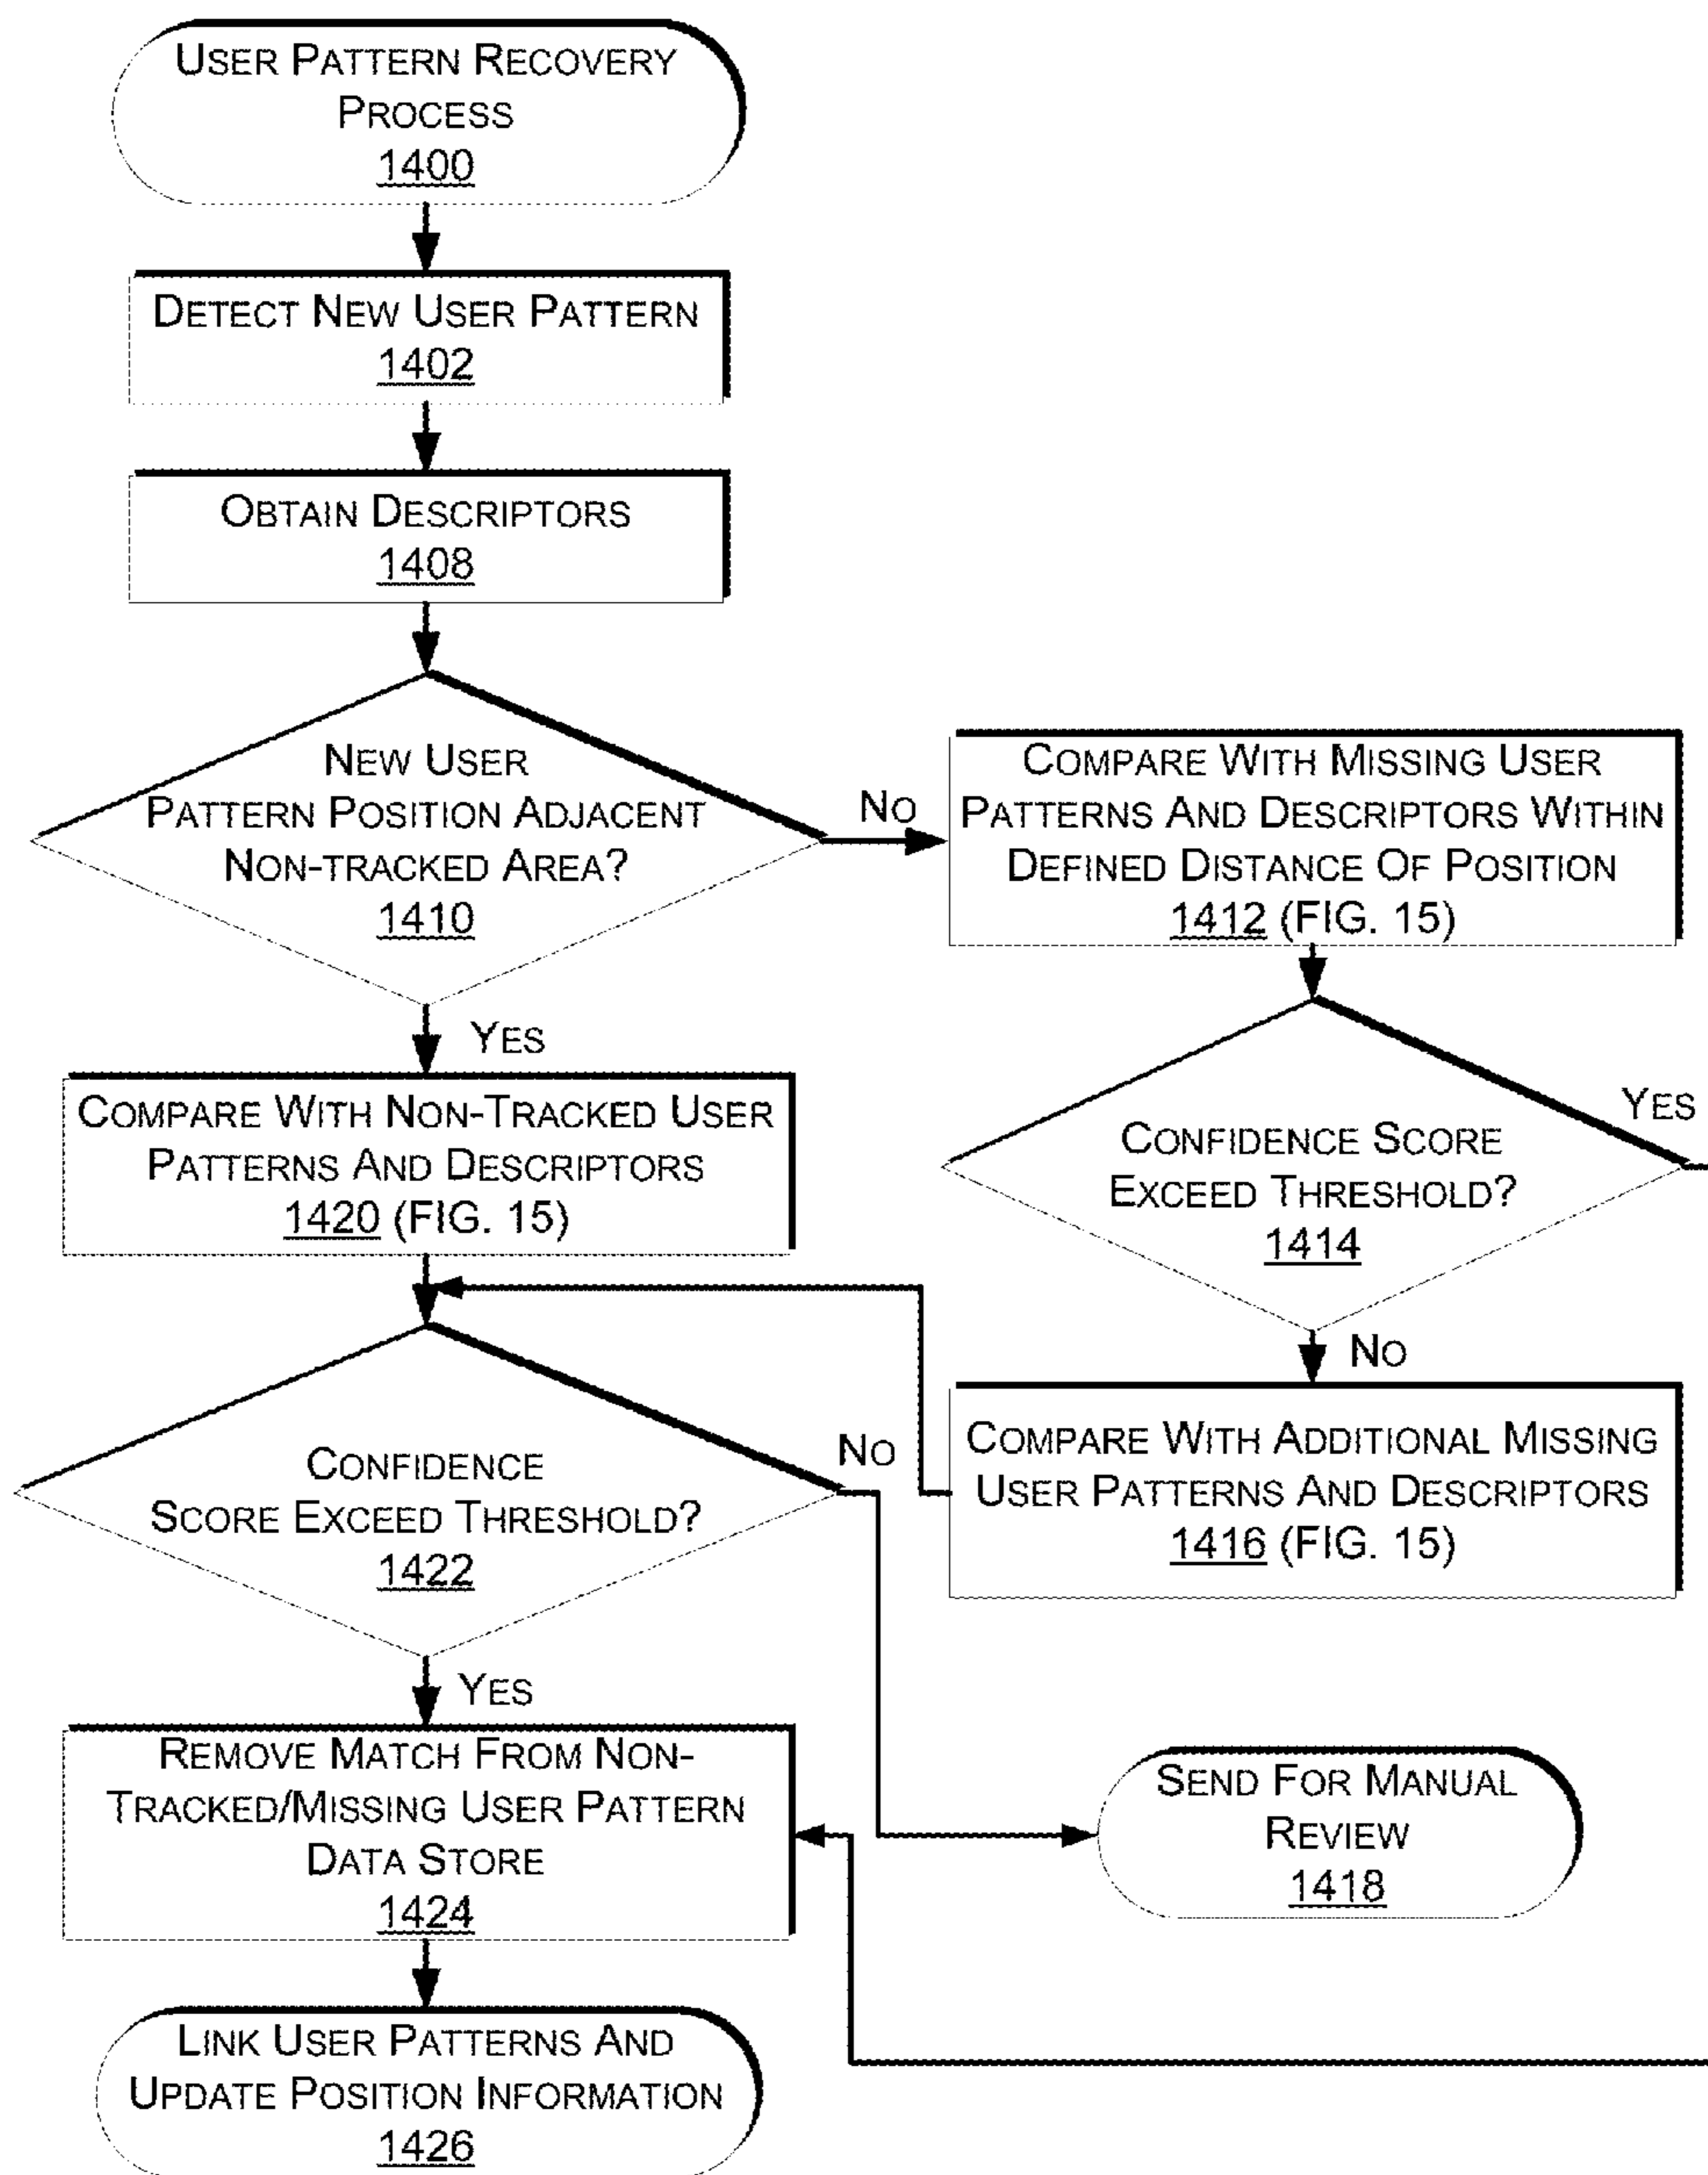 USER PATTERN RECOVERY
PROCESS
1400
DETECT NEW USER PATTERN
1402
OBTAIN DESCRIPTORS
1408
NEW USER
PATTERN POSITION ADJACENT
NON-TRACKED AREA?
1410
NO
COMPARE WITH MISSING USER
PATTERNS AND DESCRIPTORS WITHIN
DEFINED DISTANCE OF POSITION
1412 (FIG. 15)
YES
COMPARE WITH NON-TRACKED USER
PATTERNS AND DESCRIPTORS
1420 (FIG. 15)
CONFIDENCE SCORE
EXCEED THRESHOLD?
1414
YES
NO
COMPARE WITH ADDITIONAL MISSING
USER PATTERNS AND DESCRIPTORS
1416 (FIG. 15)
CONFIDENCE
SCORE EXCEED THRESHOLD?
1422
NO
YES
REMOVE MATCH FROM NON-
TRACKED/MISSING USER PATTERN
DATA STORE
1424
SEND FOR MANUAL
REVIEW
1418
LINK USER PATTERNS AND
UPDATE POSITION INFORMATION
1426